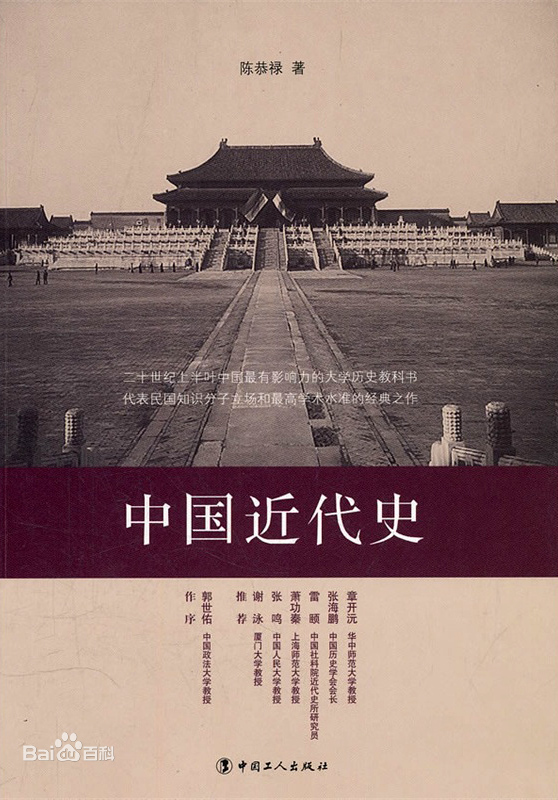 陈恭禄 著
二十世纪上半叶中国最有影响力的大学历史教科书
代表民国知识分子立场和最高学术水准的经典之作
中国近代史
章开沅 华中师范大学教授
张海鹏 中国历史学会会长
雷颐 中国社科院近代史所研究员
萧功秦 上海师范大学教授
张鸣 中国人民大学教授
谢泳 厦门大学教授
推荐
郭世佑 中国政法大学教授
作序
Bai百科
中国工人出版社